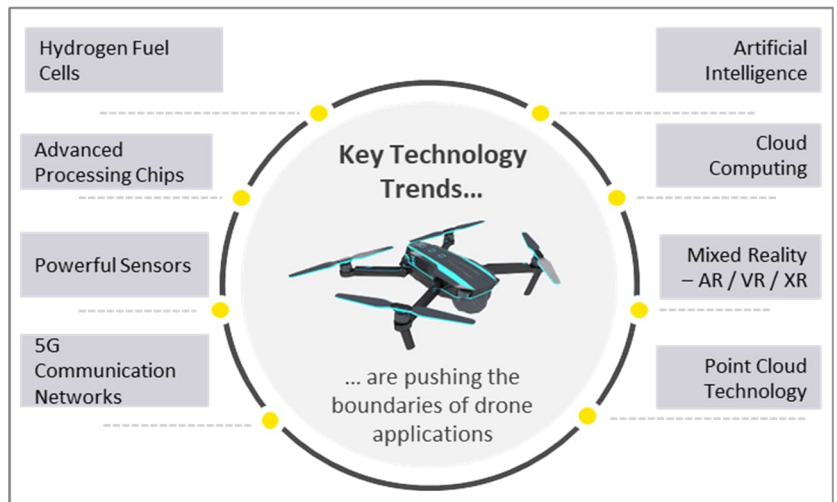 Hydrogen Fuel
Cells
Advanced
Processing Chips
Powerful Sensors
5G
Communication
Networks
Key Technology
Trends...
... are pushing the
boundaries of drone
applications
Artificial
Intelligence
Cloud
Computing
Mixed Reality
– AR / VR / XR
Point Cloud
Technology